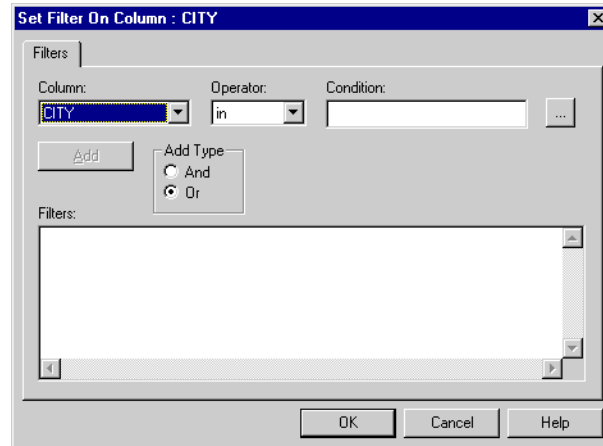 Set Filter On Column : CITY
Filters
Column: Operator: Condition:
CITY in ...
Add
Add Type
And
Or
Filters:
OK Cancel Help